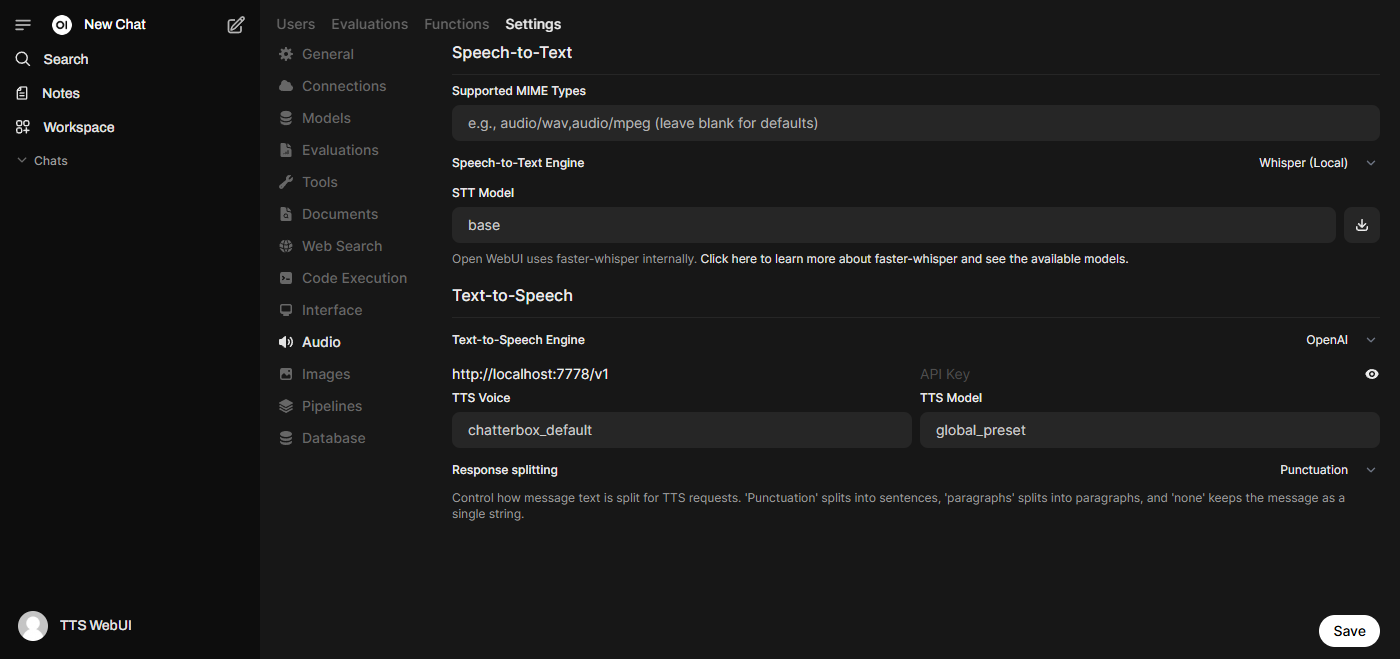 OI New Chat
Search
Notes
Workspace
Chats
TTS WebUI
Users Evaluations Functions Settings
General
Connections
Models
Evaluations
Tools
Documents
Web Search
Code Execution
Interface
Audio
Images
Pipelines
Database
Speech-to-Text
Supported MIME Types
e.g., audio/wav,audio/mpeg (leave blank for defaults)
Speech-to-Text Engine Whisper (Local)
STT Model
base
Open WebUI uses faster-whisper internally. Click here to learn more about faster-whisper and see the available models.
Text-to-Speech
Text-to-Speech Engine OpenAI
http://localhost:7778/v1 API Key
TTS Voice TTS Model
chatterbox_default global_preset
Response splitting Punctuation
Control how message text is split for TTS requests. 'Punctuation' splits into sentences, 'paragraphs' splits into paragraphs, and 'none' keeps the message as a
single string.
Save